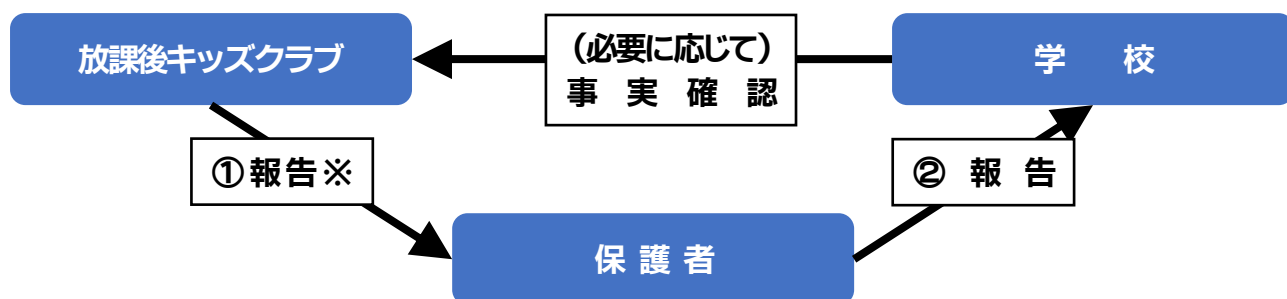 放課後キッズクラブ
（必要に応じて）
事実確認
学校
①報告※
②報告
保護者